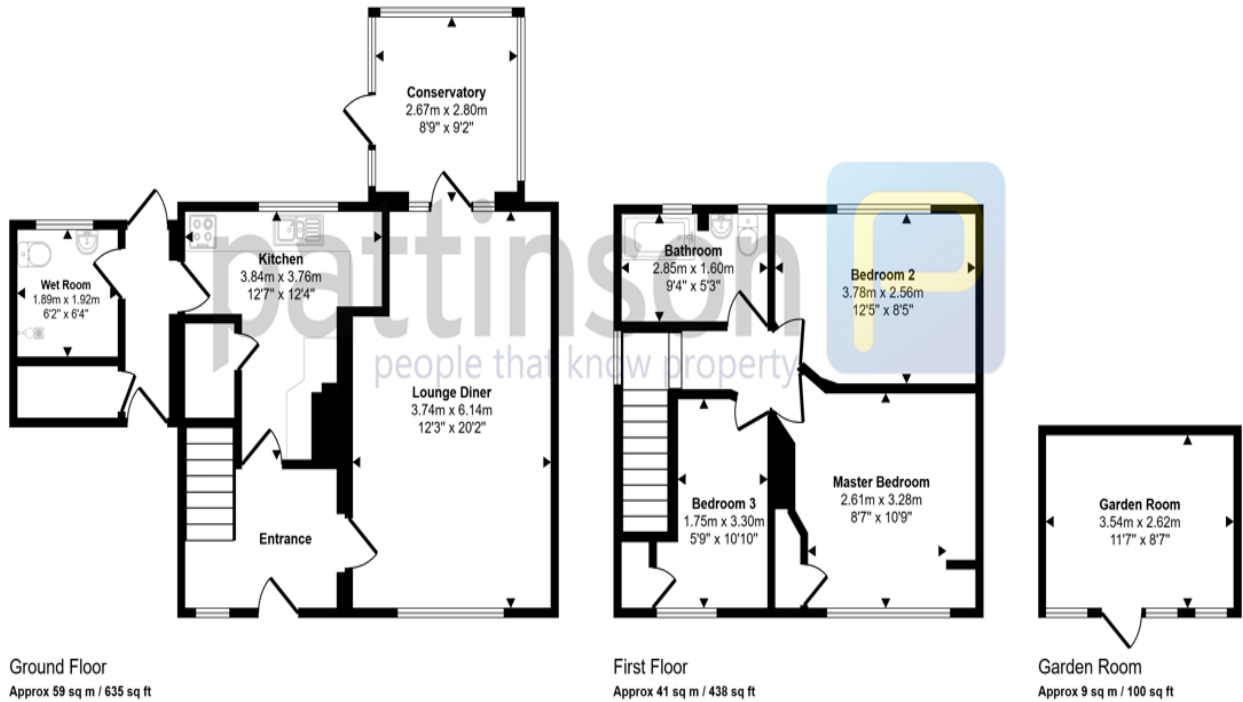 Conservatory
2.67m x 2.80m
8'9" x 9'2"
Kitchen
3.84m x 3.76m
12'7" x 12'4"
Wet Room
1.89m x 1.92m
6'2" x 6'4"
Lounge Diner
3.74m x 6.14m
12'3" x 20'2"
Entrance
Bathroom
2.85m x 1.60m
9'4" x 5'3"
Bedroom 2
3.78m x 2.56m
12'5" x 8'5"
Bedroom 3
1.75m x 3.30m
5'9" x 10'10"
Master Bedroom
2.61m x 3.28m
8'7" x 10'9"
Garden Room
3.54m x 2.62m
11'7" x 8'7"
pattinson
people that know property
Ground Floor
Approx 59 sq m / 635 sq ft
First Floor
Approx 41 sq m / 438 sq ft
Garden Room
Approx 9 sq m / 100 sq ft